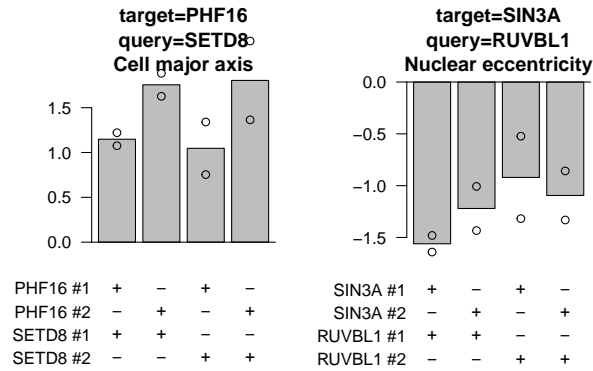 target=PHF16
query=SETD8
Cell major axis
1.5
1.0
0.5
0.0
PHF16 #1 + – + –
PHF16 #2 – + – +
SETD8 #1 + + – –
SETD8 #2 – – + +
target=SIN3A
query=RUVBL1
Nuclear eccentricity
0.0
−0.5
−1.0
−1.5
SIN3A #1 + – + –
SIN3A #2 – + – +
RUVBL1 #1 + + – –
RUVBL1 #2 – – + +